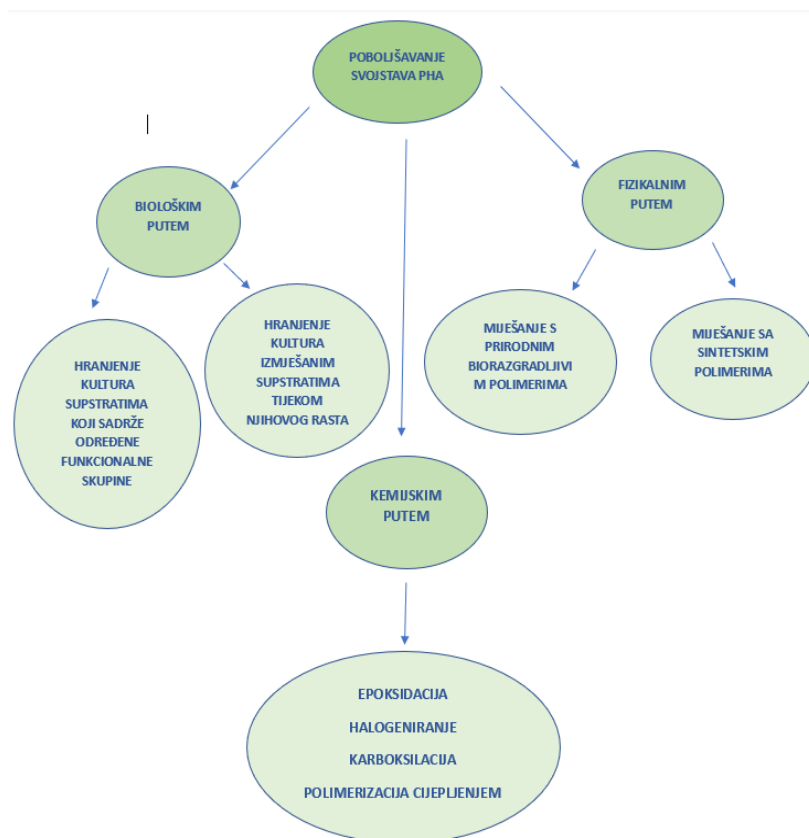 POBOLJŠAVANJE
SVOJSTAVA PHA
BIOLOŠKIM
PUTEM
FIZIKALNIM
PUTEM
HRANJENJE
KULTURA
SUPSTRATIMA
KOJI SADRŽE
ODREĐENE
FUNKCIONALNE
SKUPINE
HRANJENJE
KULTURA
IZMJEŠANIM
SUPSTRATIMA
TIJEKOM
NJIHOVOG RASTA
MIJEŠANJE S
PRIRODNIM
BIORAZGRADLJIVI
M POLIMERIMA
MIJEŠANJE SA
SINTETSKIM
POLIMERIMA
KEMIJSKIM
PUTEM
EPOKSIDACIJA
HALOGENIRANJE
KARBOKSILACIJA
POLIMERIZACIJA CIJEPLJENJEM